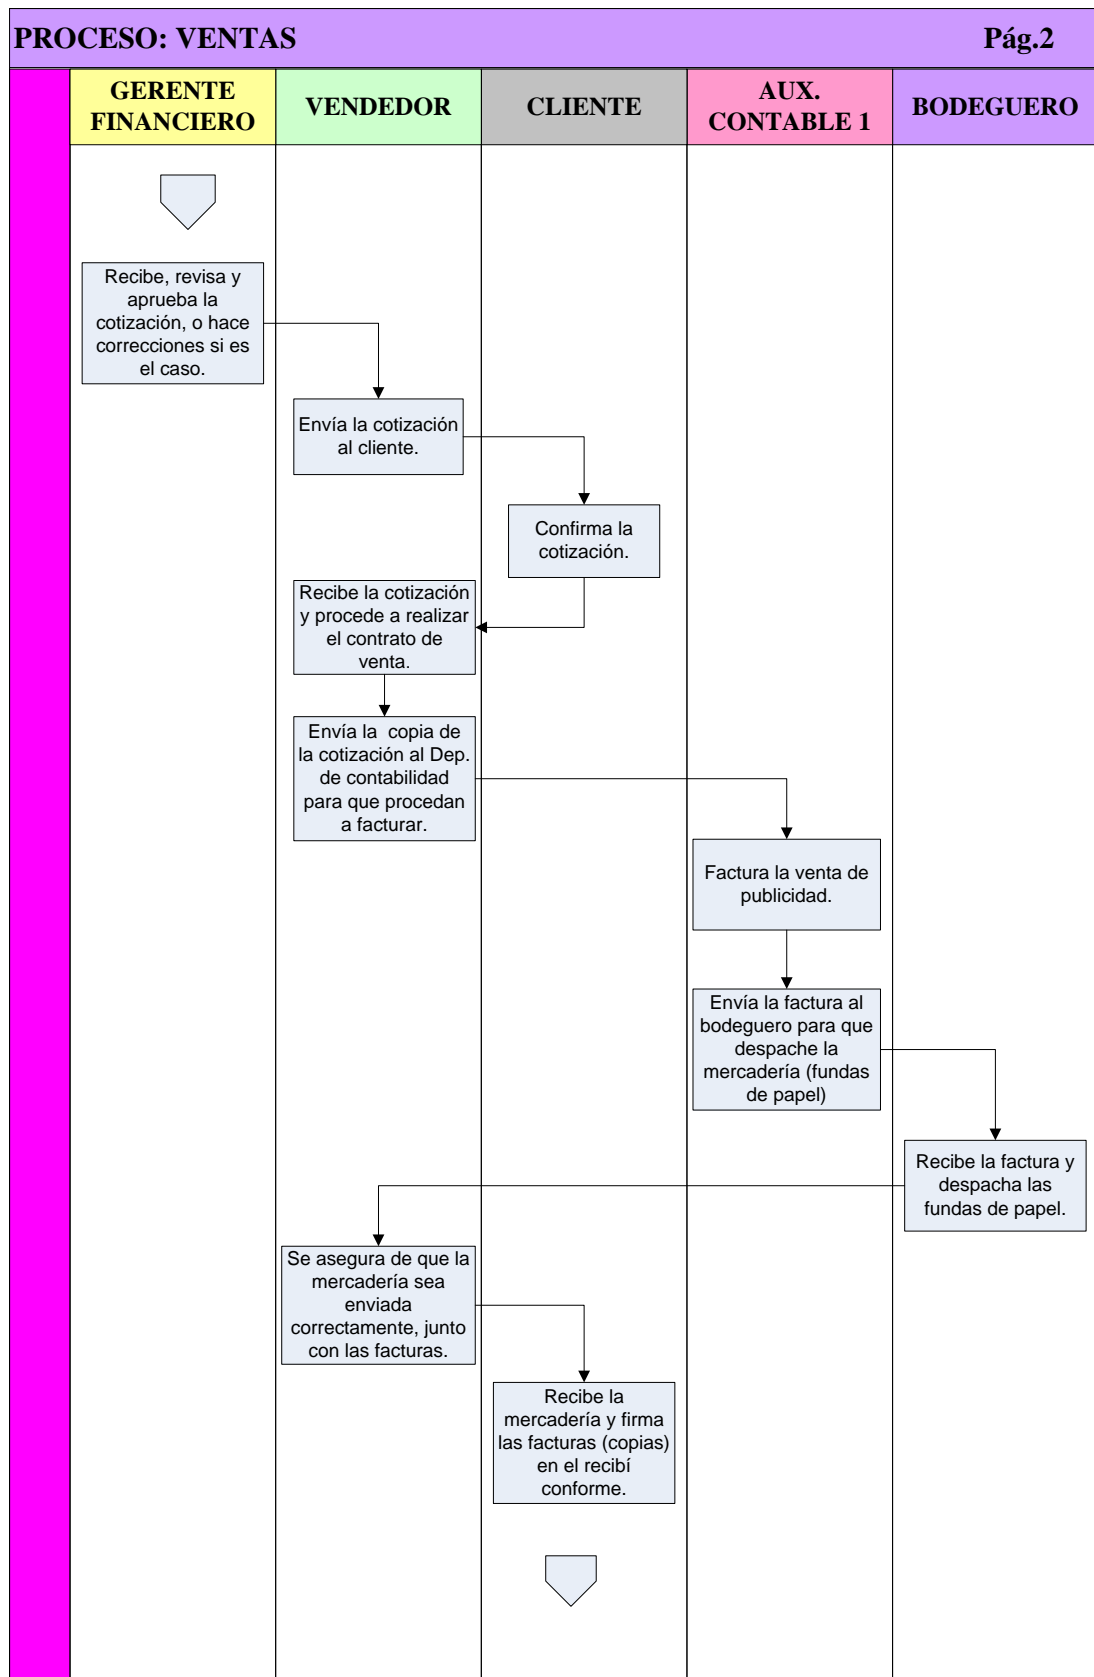 PROCESO: VENTAS Pág.2
GERENTE
FINANCIERO
VENDEDOR
CLIENTE
AUX.
CONTABLE 1
BODEGUERO
Recibe, revisa y
aprueba la
cotización, o hace
correcciones si es
el caso.
Envía la cotización
al cliente.
Confirma la
cotización.
Recibe la cotización
y procede a realizar
el contrato de
venta.
Envía la  copia de
la cotización al Dep.
de contabilidad
para que procedan
a facturar.
Factura la venta de
publicidad.
Envía la factura al
bodeguero para que
despache la
mercadería (fundas
de papel)
Recibe la factura y
despacha las
fundas de papel.
Se asegura de que la
mercadería sea
enviada
correctamente, junto
con las facturas.
Recibe la
mercadería y firma
las facturas (copias)
en el recibí
conforme.